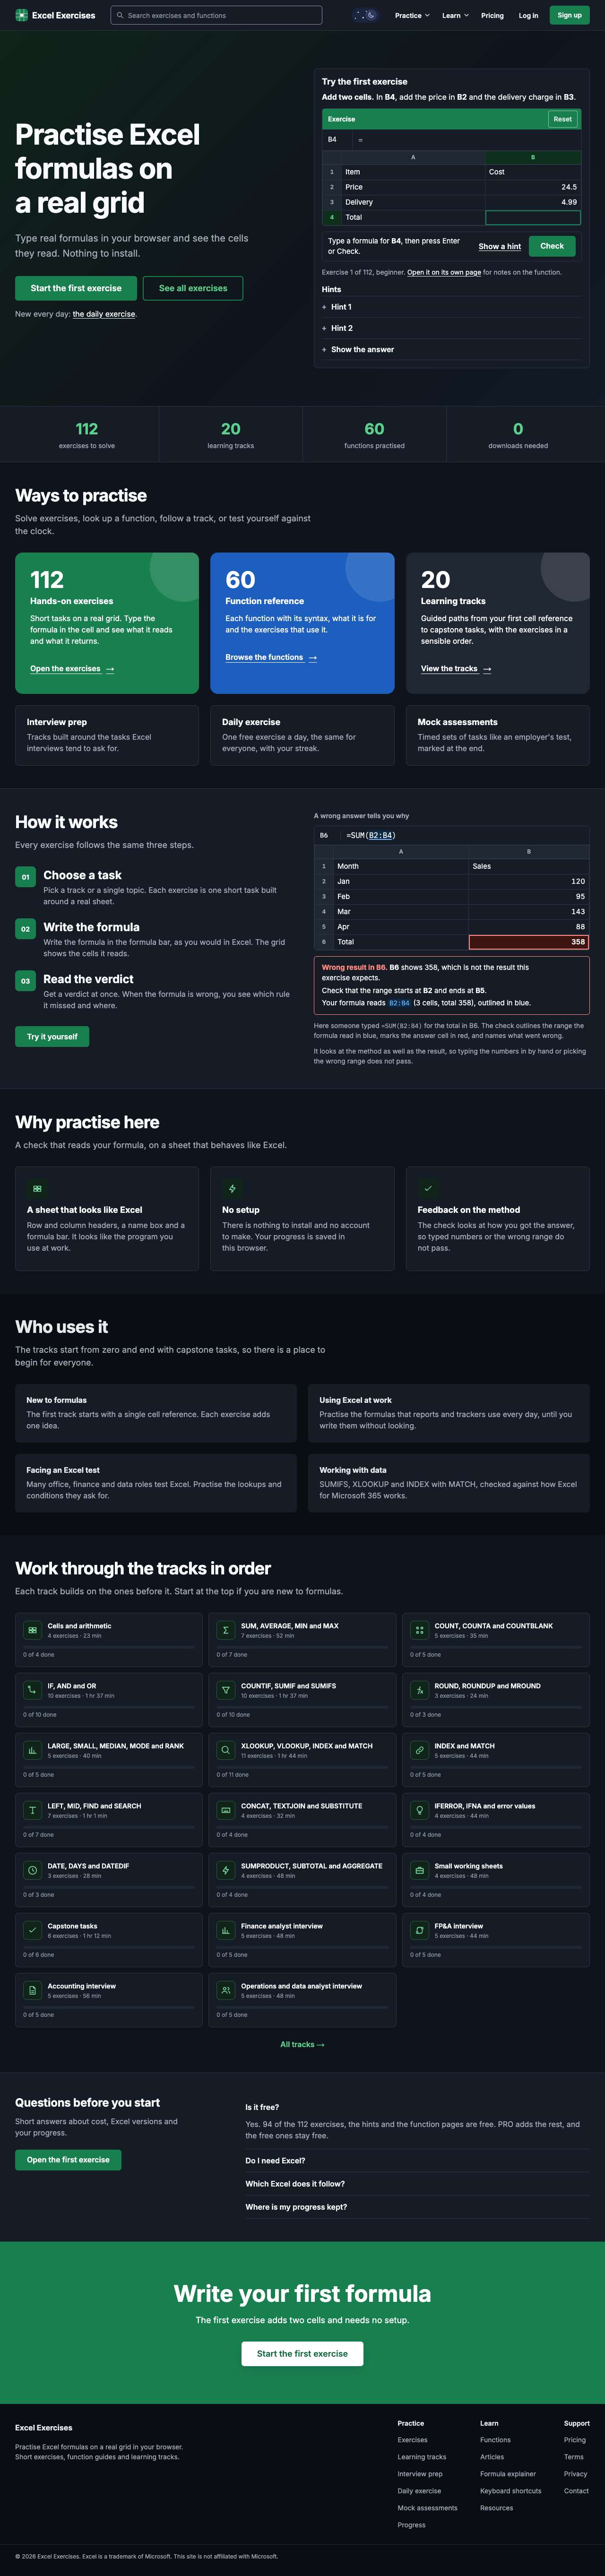 Excel Exercises
Search exercises and functions
Practice
Learn
Pricing
Log in
Sign up
Practise Excel
formulas on
a real grid
Type real formulas in your browser and see the cells
they read. Nothing to install.
Start the first exercise
See all exercises
New every day: the daily exercise.
Try the first exercise
Add two cells. In B4, add the price in B2 and the delivery charge in B3.
Exercise
Reset
B4 =
A B
1 Item Cost
2 Price 24.5
3 Delivery 4.99
4 Total
Type a formula for B4, then press Enter
or Check.
Show a hint
Check
Exercise 1 of 112, beginner. Open it on its own page for notes on the function.
Hints
+ Hint 1
+ Hint 2
+ Show the answer
112
exercises to solve
20
learning tracks
60
functions practised
0
downloads needed
Ways to practise
Solve exercises, look up a function, follow a track, or test yourself against
the clock.
112
Hands-on exercises
Short tasks on a real grid. Type the
formula in the cell and see what it reads
and what it returns.
Open the exercises →
60
Function reference
Each function with its syntax, what it is for
and the exercises that use it.
Browse the functions →
20
Learning tracks
Guided paths from your first cell reference
to capstone tasks, with the exercises in a
sensible order.
View the tracks →
Interview prep
Tracks built around the tasks Excel
interviews tend to ask for.
Daily exercise
One free exercise a day, the same for
everyone, with your streak.
Mock assessments
Timed sets of tasks like an employer's test,
marked at the end.
How it works
Every exercise follows the same three steps.
01
Choose a task
Pick a track or a single topic. Each exercise is one short task built
around a real sheet.
02
Write the formula
Write the formula in the formula bar, as you would in Excel. The grid
shows the cells it reads.
03
Read the verdict
Get a verdict at once. When the formula is wrong, you see which rule
it missed and where.
Try it yourself
A wrong answer tells you why
B6 =SUM(B2:B4)
A B
1 Month Sales
2 Jan 120
3 Feb 95
4 Mar 143
5 Apr 88
6 Total 358
Wrong result in B6. B6 shows 358, which is not the result this
exercise expects.
Check that the range starts at B2 and ends at B5.
Your formula reads B2:B4 (3 cells, total 358), outlined in blue.
Here someone typed =SUM(B2:B4) for the total in B6. The check outlines the range the
formula read in blue, marks the answer cell in red, and names what went wrong.
It looks at the method as well as the result, so typing the numbers in by hand or picking
the wrong range does not pass.
Why practise here
A check that reads your formula, on a sheet that behaves like Excel.
A sheet that looks like Excel
Row and column headers, a name box and a
formula bar. It looks like the program you
use at work.
No setup
There is nothing to install and no account
to make. Your progress is saved in
this browser.
Feedback on the method
The check looks at how you got the answer,
so typed numbers or the wrong range do
not pass.
Who uses it
The tracks start from zero and end with capstone tasks, so there is a place to
begin for everyone.
New to formulas
The first track starts with a single cell reference. Each exercise adds
one idea.
Using Excel at work
Practise the formulas that reports and trackers use every day, until you
write them without looking.
Facing an Excel test
Many office, finance and data roles test Excel. Practise the lookups and
conditions they ask for.
Working with data
SUMIFS, XLOOKUP and INDEX with MATCH, checked against how Excel
for Microsoft 365 works.
Work through the tracks in order
Each track builds on the ones before it. Start at the top if you are new to formulas.
Cells and arithmetic
4 exercises · 23 min
0 of 4 done
SUM, AVERAGE, MIN and MAX
7 exercises · 52 min
0 of 7 done
COUNT, COUNTA and COUNTBLANK
5 exercises · 35 min
0 of 5 done
IF, AND and OR
10 exercises · 1 hr 37 min
0 of 10 done
COUNTIF, SUMIF and SUMIFS
10 exercises · 1 hr 37 min
0 of 10 done
ROUND, ROUNDUP and MROUND
3 exercises · 24 min
0 of 3 done
LARGE, SMALL, MEDIAN, MODE and RANK
5 exercises · 40 min
0 of 5 done
XLOOKUP, VLOOKUP, INDEX and MATCH
11 exercises · 1 hr 44 min
0 of 11 done
INDEX and MATCH
5 exercises · 44 min
0 of 5 done
LEFT, MID, FIND and SEARCH
7 exercises · 1 hr 1 min
0 of 7 done
CONCAT, TEXTJOIN and SUBSTITUTE
4 exercises · 32 min
0 of 4 done
IFERROR, IFNA and error values
4 exercises · 44 min
0 of 4 done
DATE, DAYS and DATEDIF
3 exercises · 28 min
0 of 3 done
SUMPRODUCT, SUBTOTAL and AGGREGATE
4 exercises · 48 min
0 of 4 done
Small working sheets
4 exercises · 48 min
0 of 4 done
Capstone tasks
6 exercises · 1 hr 12 min
0 of 6 done
Finance analyst interview
5 exercises · 48 min
0 of 5 done
FP&A interview
5 exercises · 44 min
0 of 5 done
Accounting interview
5 exercises · 56 min
0 of 5 done
Operations and data analyst interview
5 exercises · 48 min
0 of 5 done
All tracks →
Questions before you start
Short answers about cost, Excel versions and
your progress.
Open the first exercise
Is it free?
Yes. 94 of the 112 exercises, the hints and the function pages are free. PRO adds the rest, and
the free ones stay free.
Do I need Excel?
Which Excel does it follow?
Where is my progress kept?
Write your first formula
The first exercise adds two cells and needs no setup.
Start the first exercise
Excel Exercises
Practise Excel formulas on a real grid in your browser.
Short exercises, function guides and learning tracks.
Practice
Exercises
Learning tracks
Interview prep
Daily exercise
Mock assessments
Progress
Learn
Functions
Articles
Formula explainer
Keyboard shortcuts
Resources
Support
Pricing
Terms
Privacy
Contact
© 2026 Excel Exercises. Excel is a trademark of Microsoft. This site is not affiliated with Microsoft.